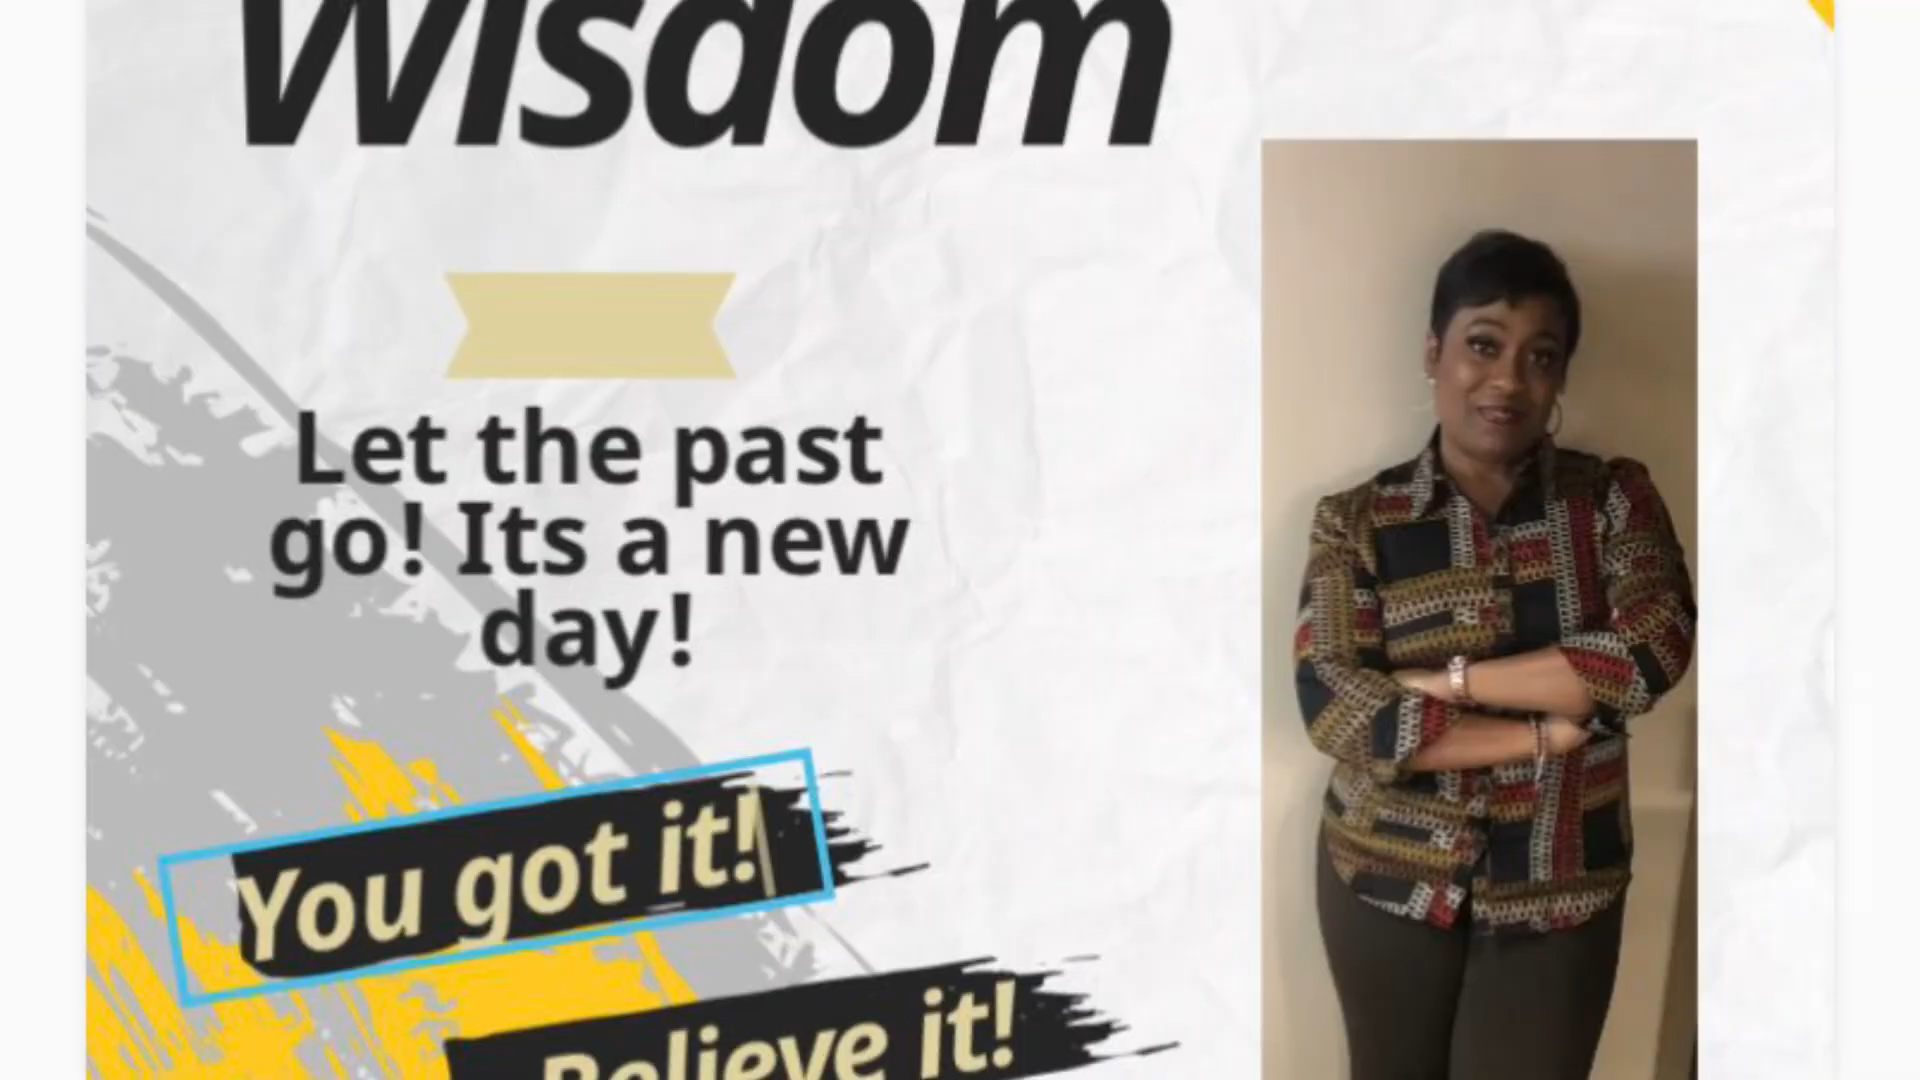 Wisdom
Let the past
go! Its a new
day!
You got it!
Believe it!